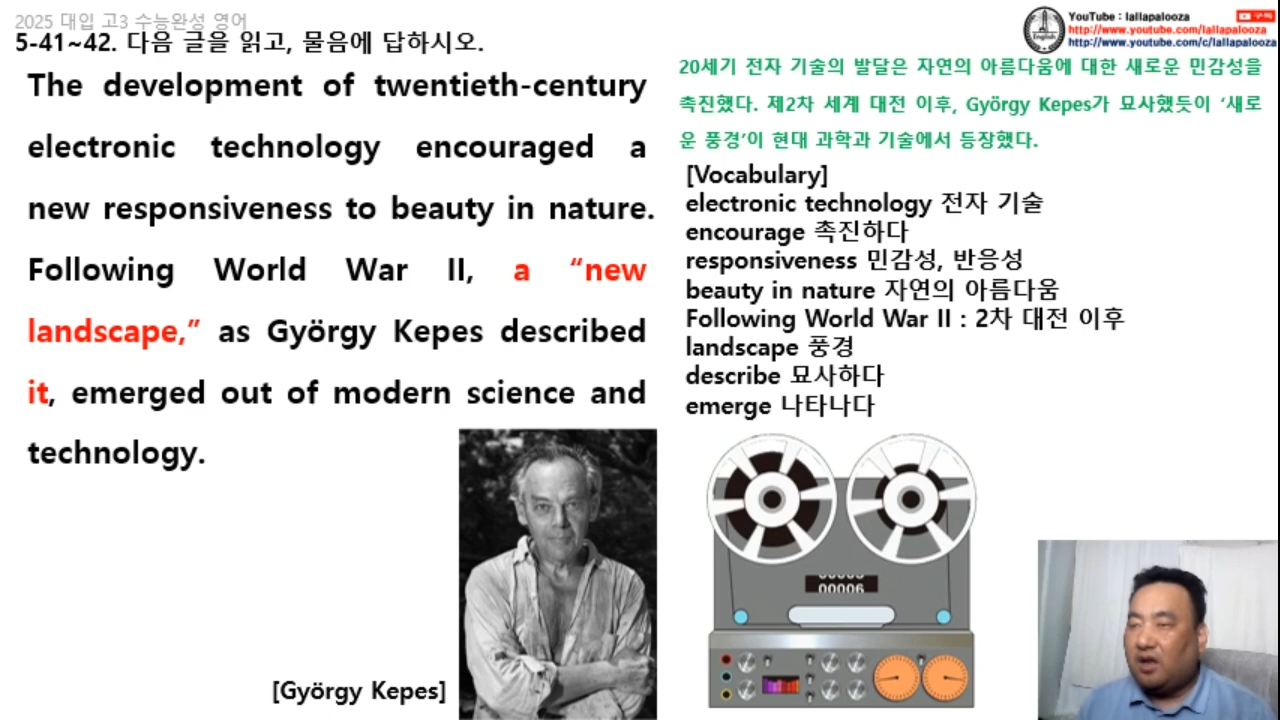 2025 대입 고3 수능완성 영어
5-41~42. 다음 글을 읽고, 물음에 답하시오.
The development of twentieth-century
electronic technology encouraged a
new responsiveness to beauty in nature.
Following World War II, a “new
landscape,” as György Kepes described
it, emerged out of modern science and
technology.
[György Kepes]
YouTube : lallapalooza
구독
http://www.youtube.com/lallapalooza
http://www.youtube.com/c/lallapalooza
English
20세기 전자 기술의 발달은 자연의 아름다움에 대한 새로운 민감성을
촉진했다. 제2차 세계 대전 이후, György Kepes가 묘사했듯이 ‘새로
운 풍경’이 현대 과학과 기술에서 등장했다.
[Vocabulary]
electronic technology 전자 기술
encourage 촉진하다
responsiveness 민감성, 반응성
beauty in nature 자연의 아름다움
Following World War II : 2차 대전 이후
landscape 풍경
describe 묘사하다
emerge 나타나다
00006